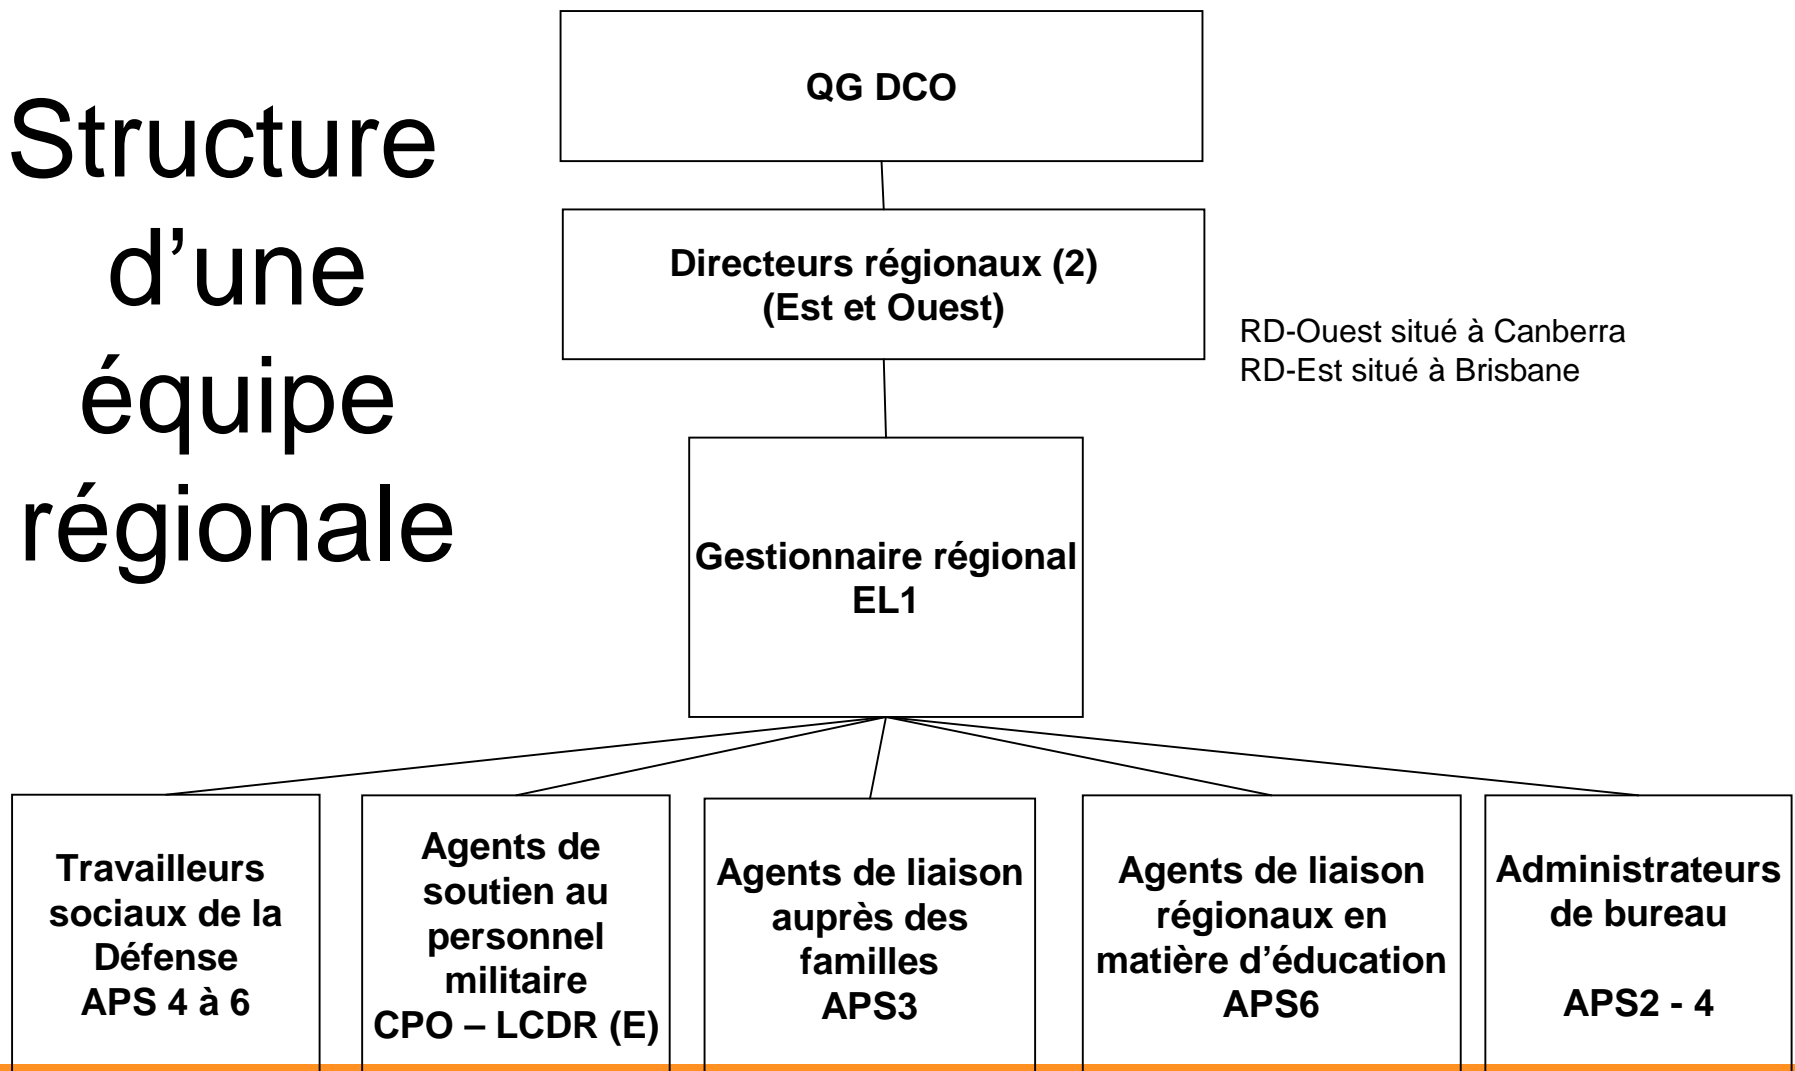 Structure
d’une
équipe
régionale
QG DCO
Directeurs régionaux (2)
(Est et Ouest)
RD-Ouest situé à Canberra
RD-Est situé à Brisbane
Gestionnaire régional
EL1
Travailleurs
sociaux de la
Défense
APS 4 à 6
Agents de
soutien au
personnel
militaire
CPO – LCDR (E)
Agents de liaison
auprès des
familles
APS3
Agents de liaison
régionaux en
matière d’éducation
APS6
Administrateurs
de bureau
APS2 - 4